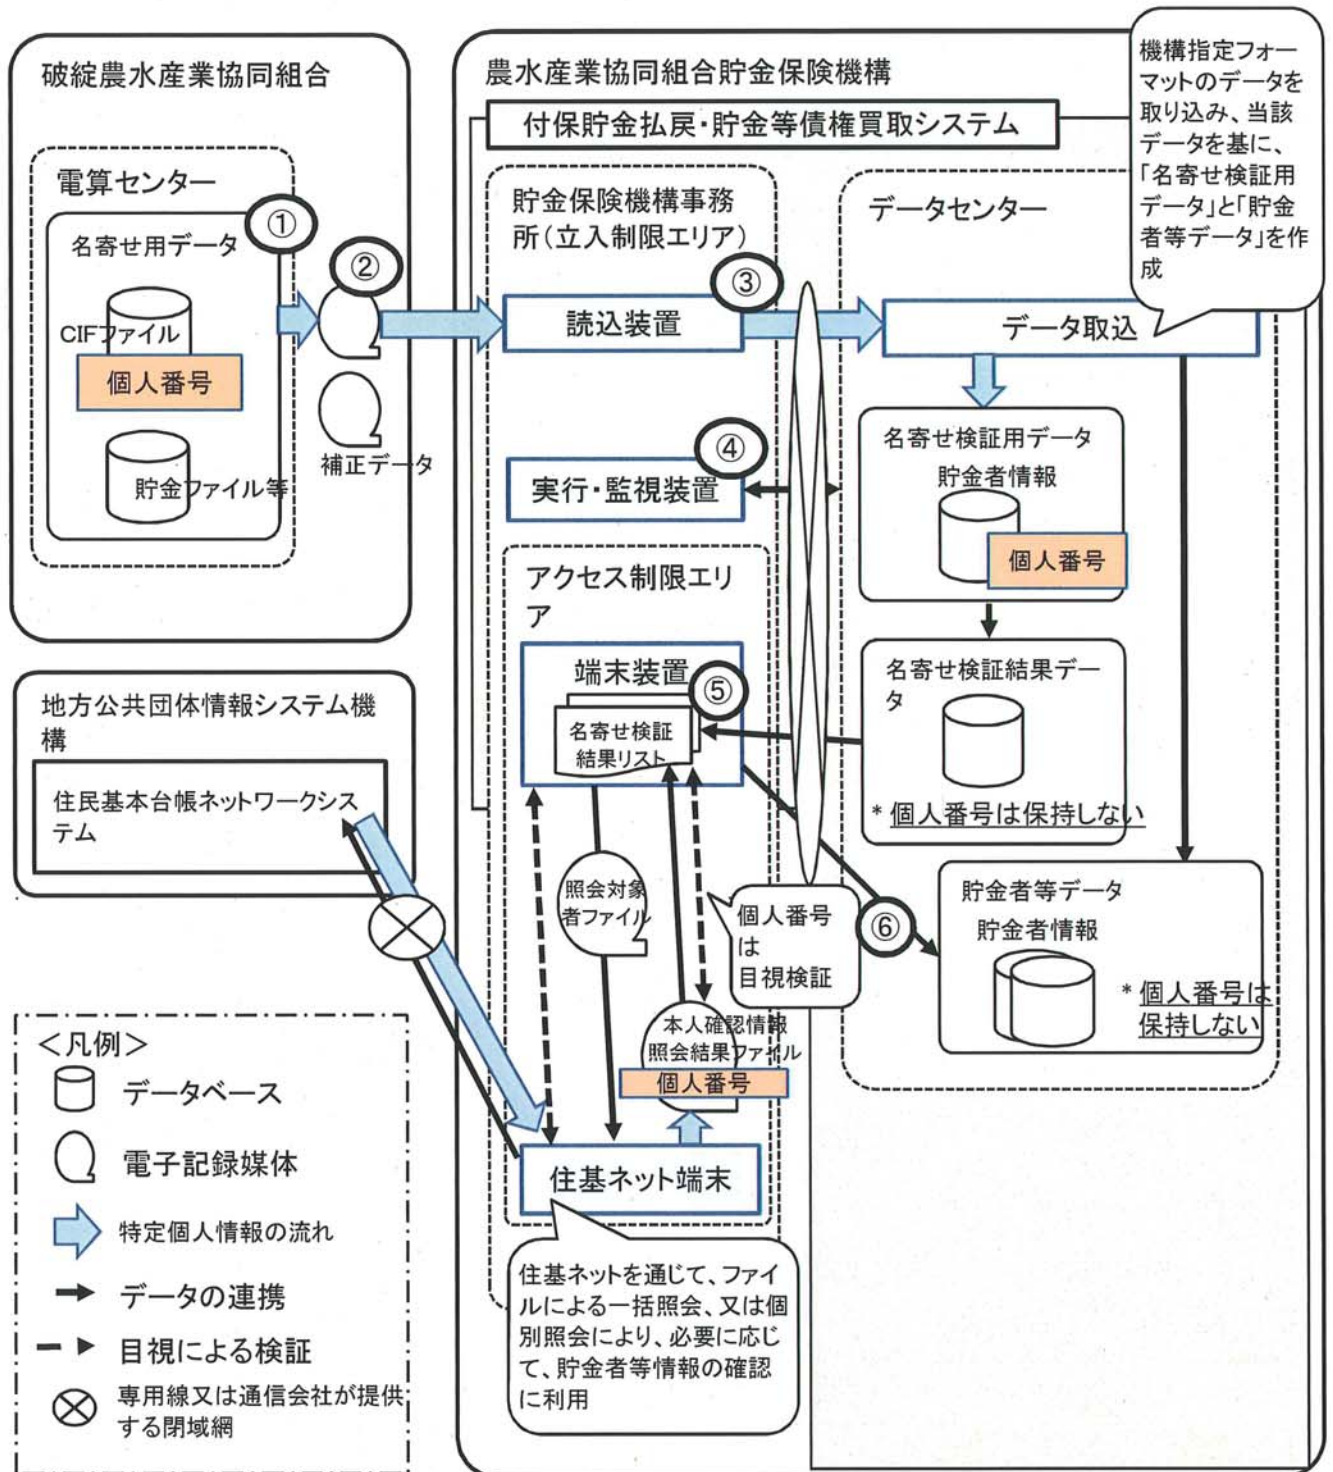 破綻農水産業協同組合
電算センター
①
名寄せ用データ
CIFファイル
個人番号
貯金ファイル等
②
補正データ
農水産業協同組合貯金保険機構
付保貯金払戻・貯金等債権買取システム
貯金保険機構事務
所(立入制限エリア)
③
読込装置
④
実行・監視装置
アクセス制限エリ
ア
端末装置
⑤
名寄せ検証
結果リスト
照会対象
者ファイル
個人番号
は
目視検証
本人確認情報
照会結果ファイル
個人番号
住基ネット端末
住基ネットを通じて、ファイ
ルによる一括照会、又は個
別照会により、必要に応じ
て、貯金者等情報の確認
に利用
データセンター
機構指定フォー
マットのデータを
取り込み、当該
データを基に、
「名寄せ検証用
データ」と「貯金
者等データ」を作
成
データ取込
名寄せ検証用データ
貯金者情報
個人番号
名寄せ検証結果デー
タ
* 個人番号は保持しない
⑥
貯金者等データ
貯金者情報
* 個人番号は
保持しない
地方公共団体情報システム機
構
住民基本台帳ネットワークシス
テム
<凡例>
データベース
電子記録媒体
特定個人情報の流れ
データの連携
目視による検証
専用線又は通信会社が提供
する閉域網